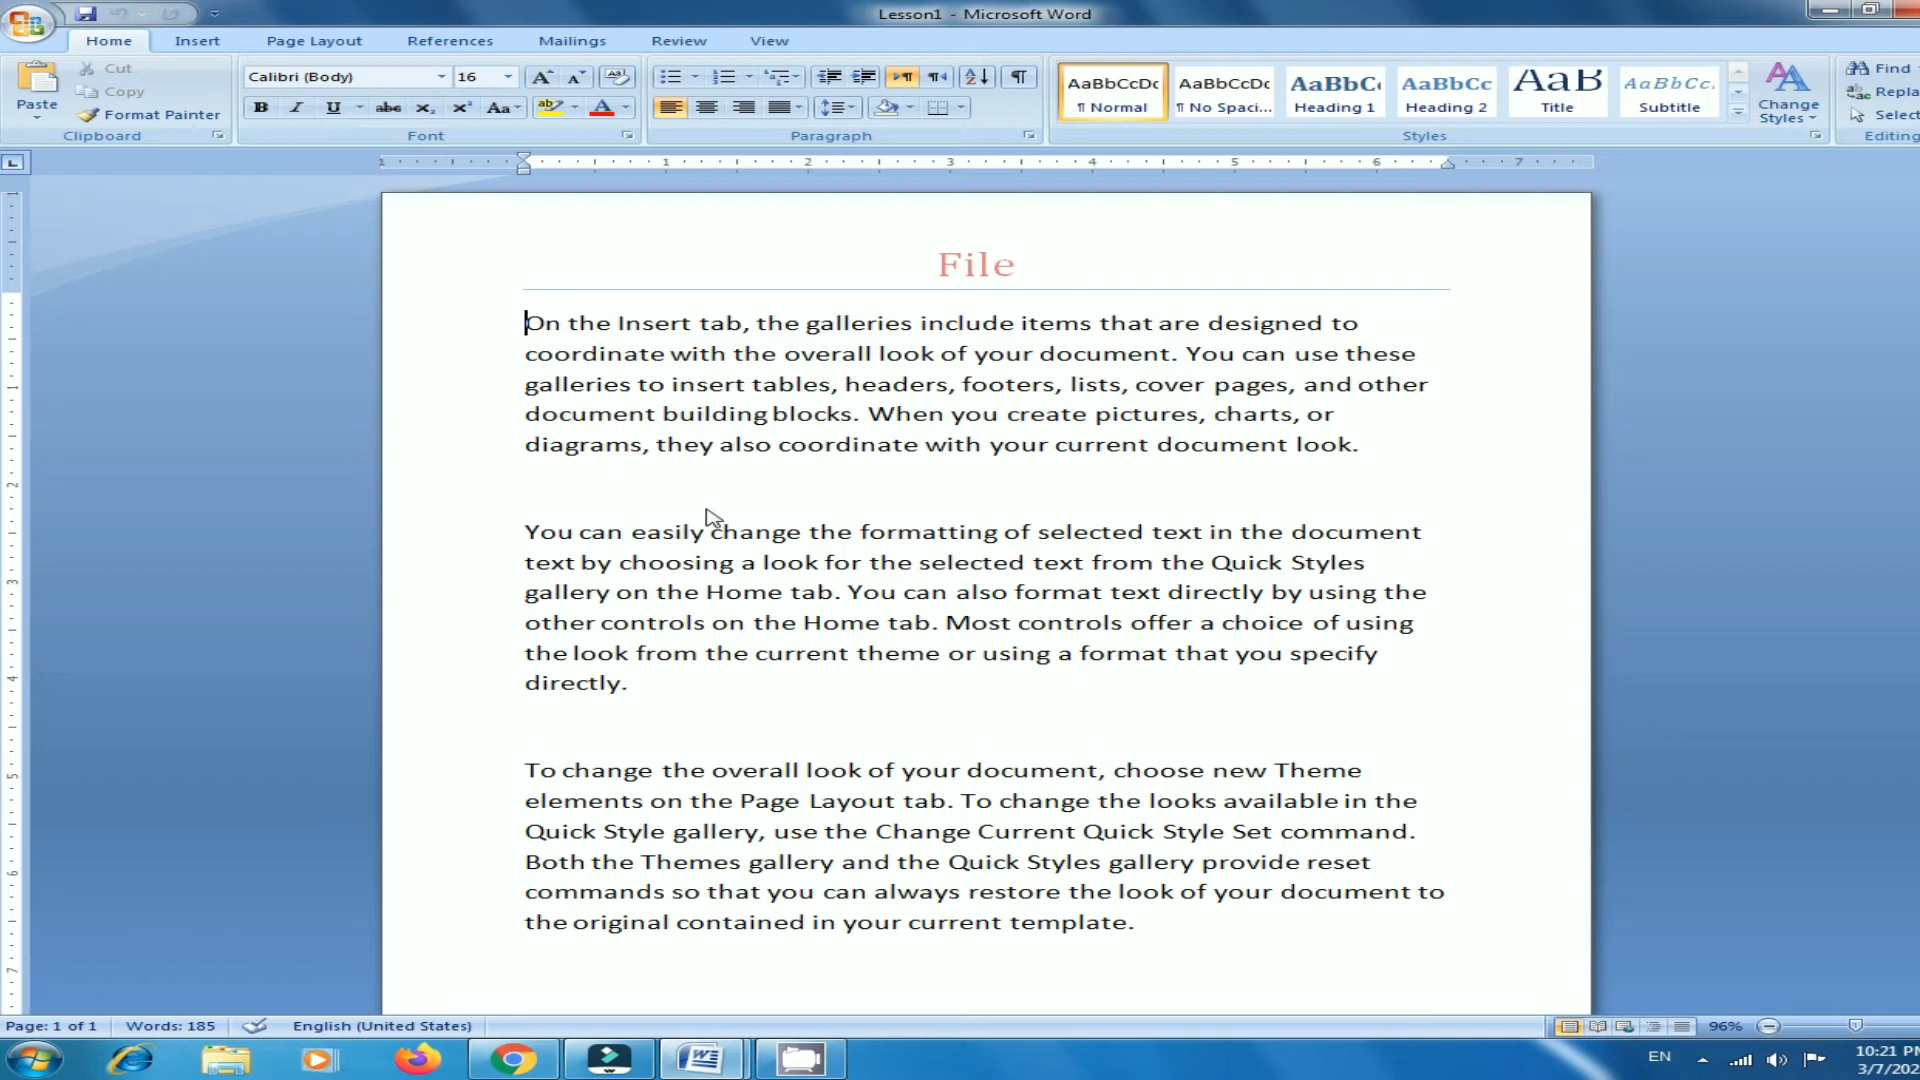 Lesson1 - Microsoft Word
Home Insert Page Layout References Mailings Review View
Paste
Cut
Copy
Format Painter
Clipboard
Calibri (Body) 16
Font
Paragraph
AaBbCcDc AaBbCcDc AaBbC AaBbCc AaB AaBbCc.
¶ Normal ¶ No Spaci... Heading 1 Heading 2 Title Subtitle
Change
Styles
Styles
Find
Repla
Select
Editing
1 1 2 3 4 5 6 7
File
On the Insert tab, the galleries include items that are designed to
coordinate with the overall look of your document. You can use these
galleries to insert tables, headers, footers, lists, cover pages, and other
document building blocks. When you create pictures, charts, or
diagrams, they also coordinate with your current document look.
You can easily change the formatting of selected text in the document
text by choosing a look for the selected text from the Quick Styles
gallery on the Home tab. You can also format text directly by using the
other controls on the Home tab. Most controls offer a choice of using
the look from the current theme or using a format that you specify
directly.
To change the overall look of your document, choose new Theme
elements on the Page Layout tab. To change the looks available in the
Quick Style gallery, use the Change Current Quick Style Set command.
Both the Themes gallery and the Quick Styles gallery provide reset
commands so that you can always restore the look of your document to
the original contained in your current template.
Page: 1 of 1 Words: 185 English (United States) 96%
EN
10:21 PM
3/7/202